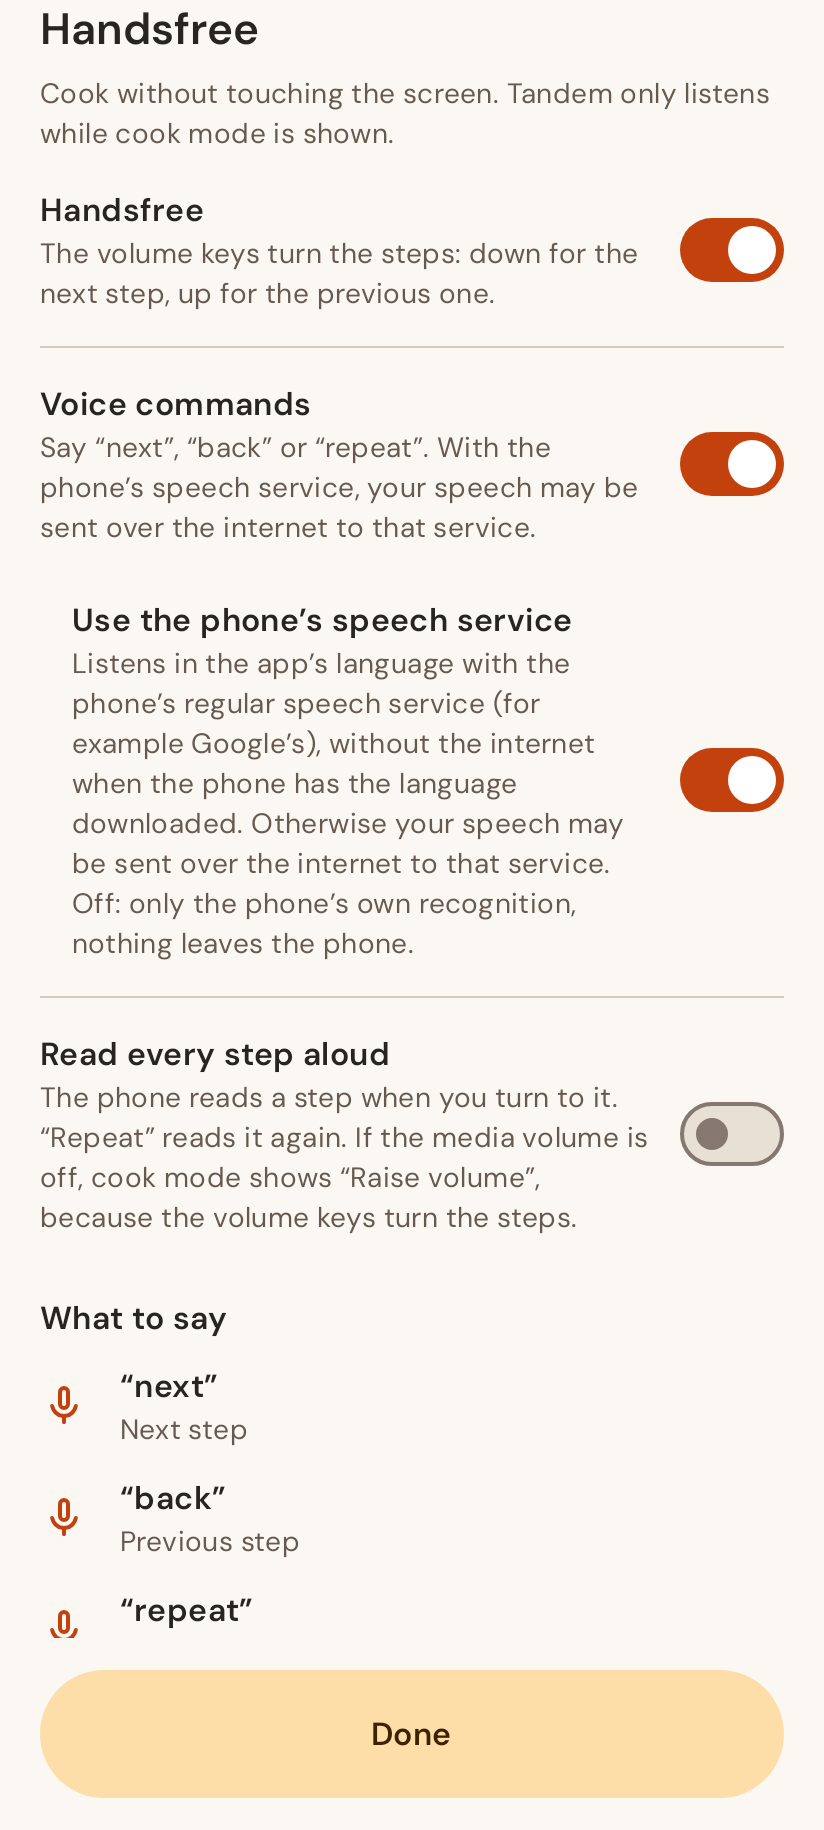 Handsfree
Cook without touching the screen. Tandem only listens
while cook mode is shown.
Handsfree
The volume keys turn the steps: down for the
next step, up for the previous one.
Voice commands
Say “next”, “back” or “repeat”. With the
phone’s speech service, your speech may be
sent over the internet to that service.
Use the phone’s speech service
Listens in the app’s language with the
phone’s regular speech service (for
example Google’s), without the internet
when the phone has the language
downloaded. Otherwise your speech may
be sent over the internet to that service.
Off: only the phone’s own recognition,
nothing leaves the phone.
Read every step aloud
The phone reads a step when you turn to it.
“Repeat” reads it again. If the media volume is
off, cook mode shows “Raise volume”,
because the volume keys turn the steps.
What to say
“next”
Next step
“back”
Previous step
“repeat”
Done